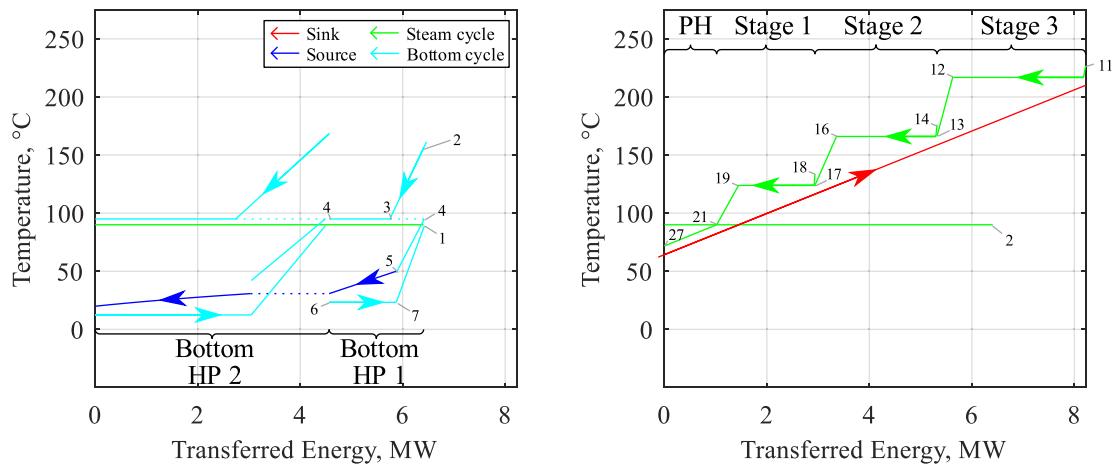 250
200
150
100
50
0
Temperature, °C
Sink
Steam cycle
Source
Bottom cycle
2
4
3
4
1
5
6
7
Bottom
HP 2
Bottom
HP 1
0
2
4
6
8
Transferred Energy, MW
250
200
150
100
50
0
Temperature, °C
PH
Stage 1
Stage 2
Stage 3
11
12
14
13
16
18
17
19
21
27
2
0
2
4
6
8
Transferred Energy, MW